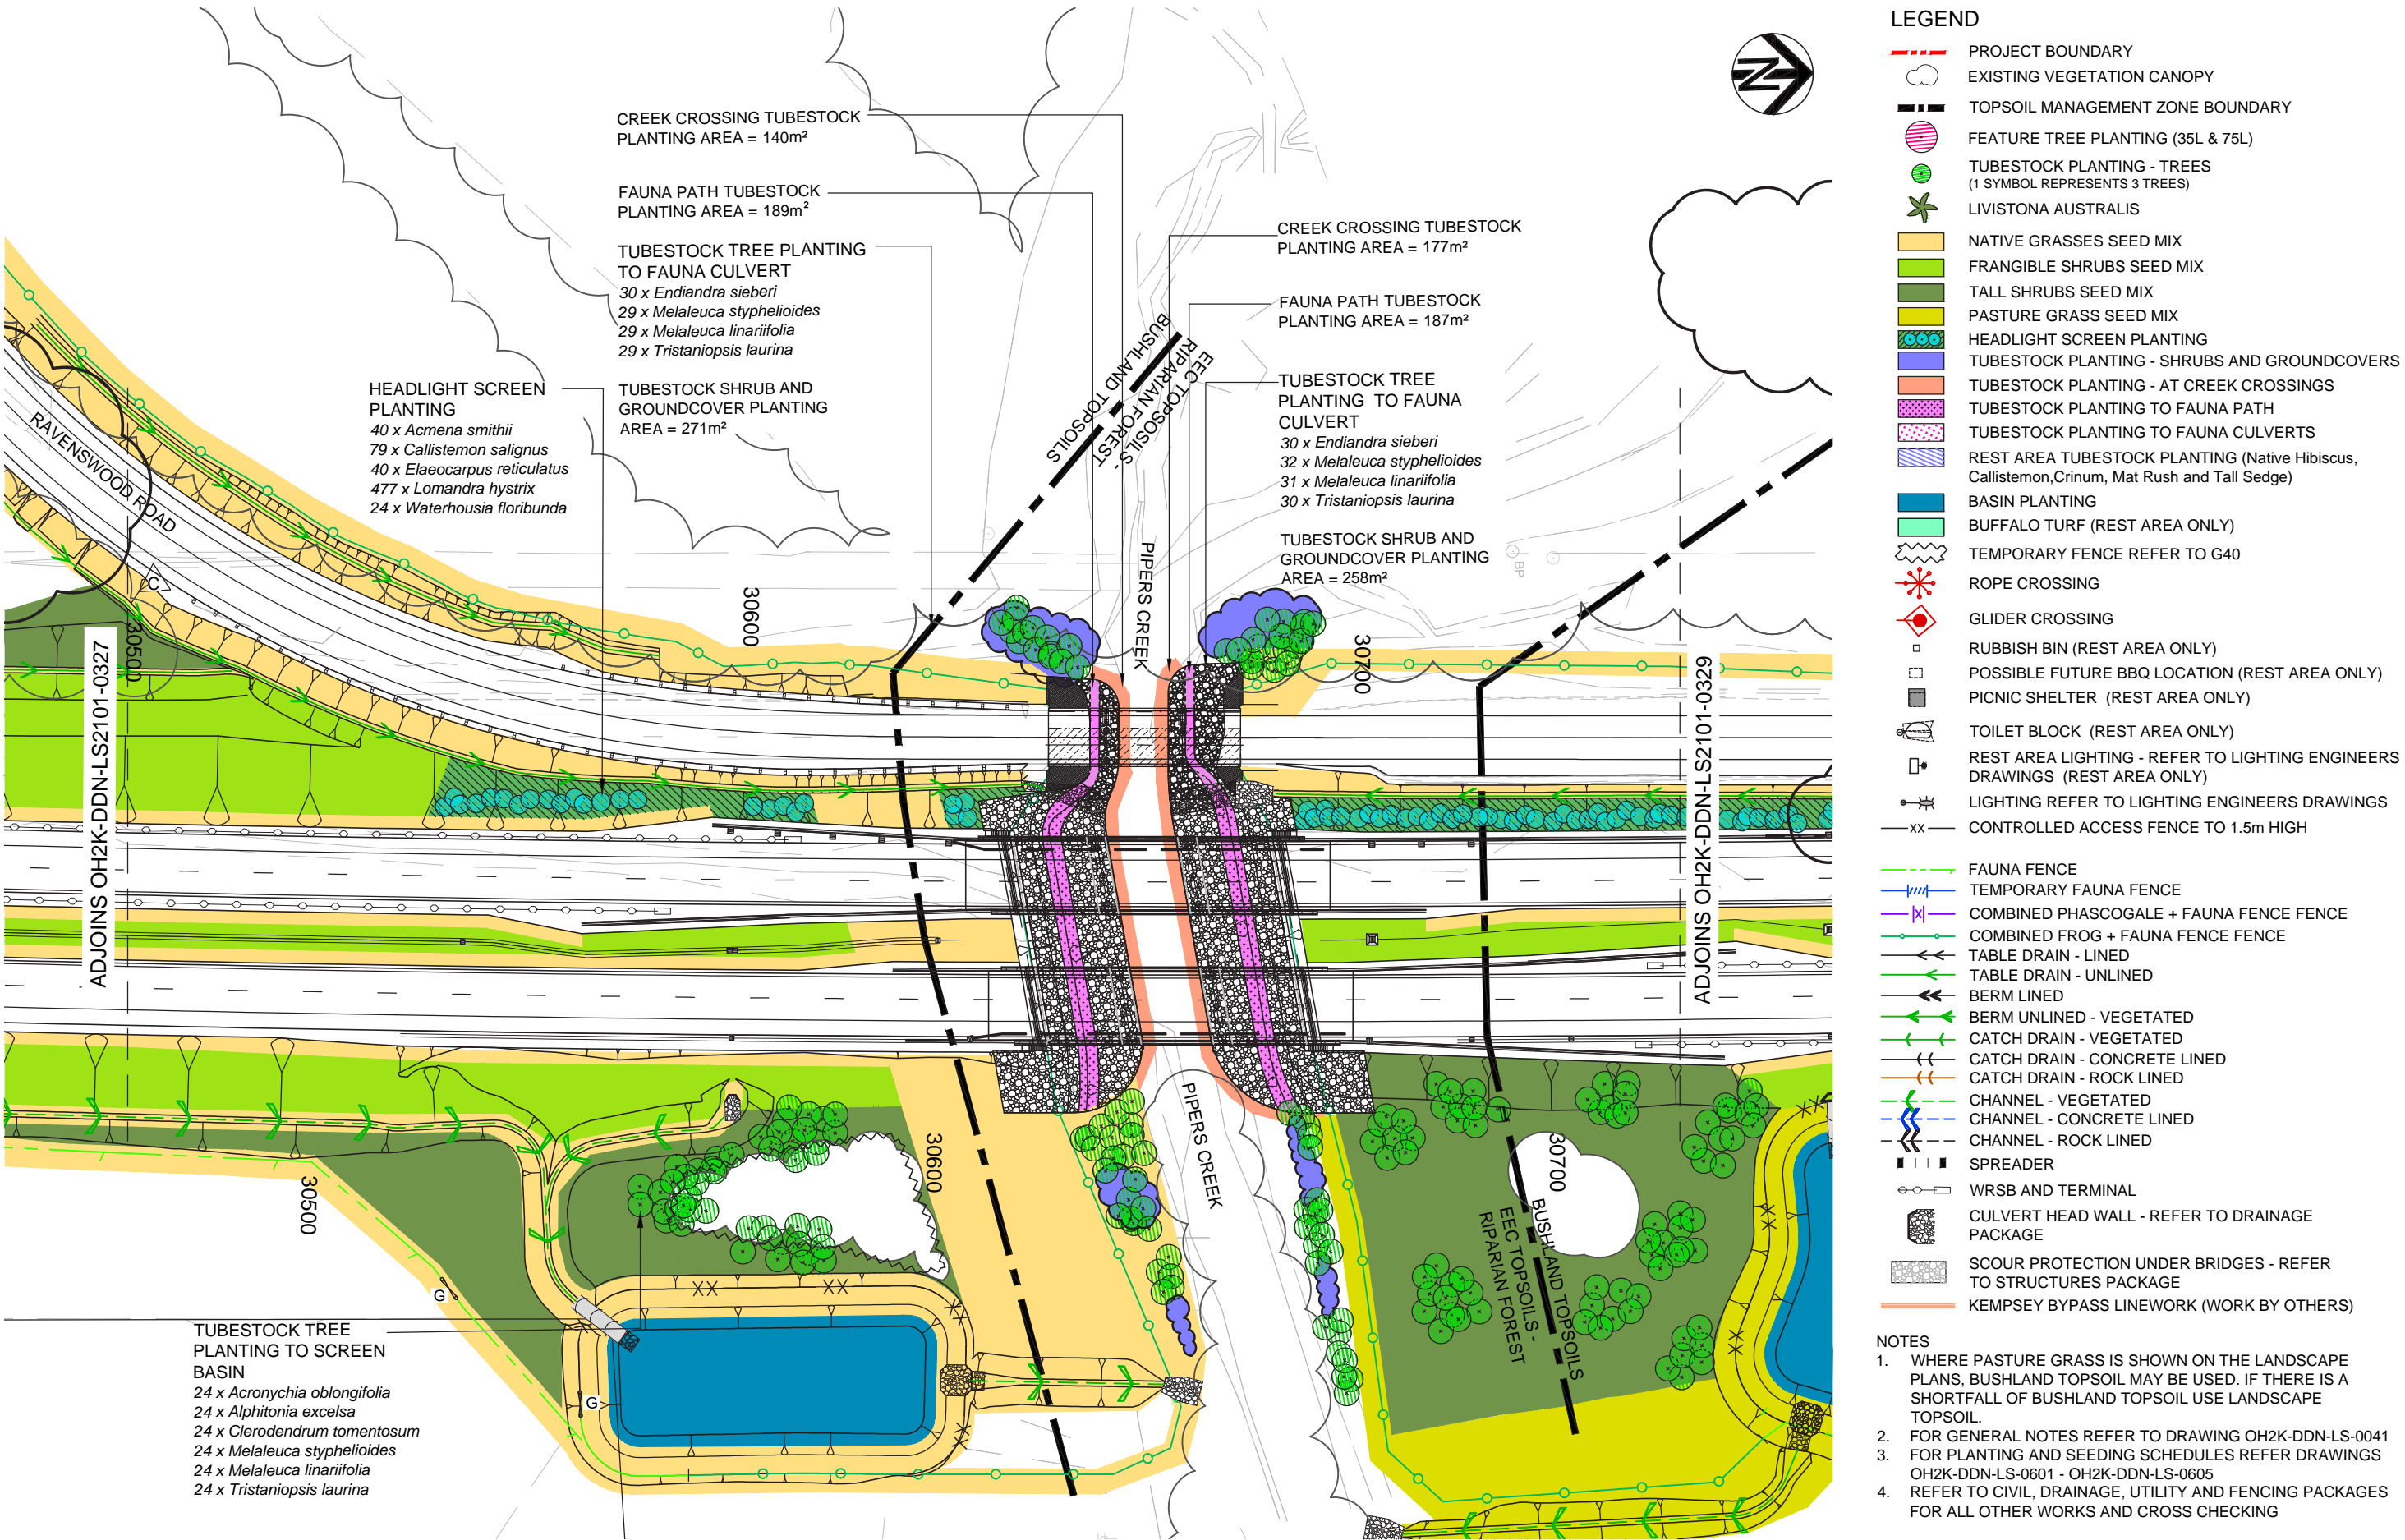 CREEK CROSSING TUBESTOCK
PLANTING AREA = 140m²
FAUNA PATH TUBESTOCK
PLANTING AREA = 189m²
TUBESTOCK TREE PLANTING
TO FAUNA CULVERT
30 x Endiandra sieberi
29 x Melaleuca styphelioides
29 x Melaleuca linariifolia
29 x Tristaniopsis laurina
HEADLIGHT SCREEN
PLANTING
40 x Acmena smithii
79 x Callistemon salignus
40 x Elaeocarpus reticulatus
477 x Lomandra hystrix
24 x Waterhousia floribunda
TUBESTOCK SHRUB AND
GROUNDCOVER PLANTING
AREA = 271m²
CREEK CROSSING TUBESTOCK
PLANTING AREA = 177m²
FAUNA PATH TUBESTOCK
PLANTING AREA = 187m²
TUBESTOCK TREE
PLANTING TO FAUNA
CULVERT
30 x Endiandra sieberi
32 x Melaleuca styphelioides
31 x Melaleuca linariifolia
30 x Tristaniopsis laurina
TUBESTOCK SHRUB AND
GROUNDCOVER PLANTING
AREA = 258m²
N
BUSHLAND TOPSOILS
EEC TOPSOSILS -
RIPARIAN FOREST
RAVENSWOOD ROAD
C
BP
PIPERS CREEK
30500
30600
30700
ADJOINS OH2K-DDN-LS2101-0327
ADJOINS OH2K-DDN-LS2101-0329
30500
30600
30700
PIPERS CREEK
BUSHLAND TOPSOILS
EEC TOPSOILS -
RIPARIAN FOREST
XX
XX
XX
XX
XX
XX
XX
XX
G
G
TUBESTOCK TREE
PLANTING TO SCREEN
BASIN
24 x Acronychia oblongifolia
24 x Alphitonia excelsa
24 x Clerodendrum tomentosum
24 x Melaleuca styphelioides
24 x Melaleuca linariifolia
24 x Tristaniopsis laurina
LEGEND
PROJECT BOUNDARY
EXISTING VEGETATION CANOPY
TOPSOIL MANAGEMENT ZONE BOUNDARY
FEATURE TREE PLANTING (35L & 75L)
TUBESTOCK PLANTING - TREES
(1 SYMBOL REPRESENTS 3 TREES)
LIVISTONA AUSTRALIS
NATIVE GRASSES SEED MIX
FRANGIBLE SHRUBS SEED MIX
TALL SHRUBS SEED MIX
PASTURE GRASS SEED MIX
HEADLIGHT SCREEN PLANTING
TUBESTOCK PLANTING - SHRUBS AND GROUNDCOVERS
TUBESTOCK PLANTING - AT CREEK CROSSINGS
TUBESTOCK PLANTING TO FAUNA PATH
TUBESTOCK PLANTING TO FAUNA CULVERTS
REST AREA TUBESTOCK PLANTING (Native Hibiscus,
Callistemon,Crinum, Mat Rush and Tall Sedge)
BASIN PLANTING
BUFFALO TURF (REST AREA ONLY)
TEMPORARY FENCE REFER TO G40
ROPE CROSSING
GLIDER CROSSING
RUBBISH BIN (REST AREA ONLY)
POSSIBLE FUTURE BBQ LOCATION (REST AREA ONLY)
PICNIC SHELTER (REST AREA ONLY)
TOILET BLOCK (REST AREA ONLY)
REST AREA LIGHTING - REFER TO LIGHTING ENGINEERS
DRAWINGS (REST AREA ONLY)
LIGHTING REFER TO LIGHTING ENGINEERS DRAWINGS
XX CONTROLLED ACCESS FENCE TO 1.5m HIGH
FAUNA FENCE
TEMPORARY FAUNA FENCE
COMBINED PHASCOGALE + FAUNA FENCE FENCE
COMBINED FROG + FAUNA FENCE FENCE
TABLE DRAIN - LINED
TABLE DRAIN - UNLINED
BERM LINED
BERM UNLINED - VEGETATED
CATCH DRAIN - VEGETATED
CATCH DRAIN - CONCRETE LINED
CATCH DRAIN - ROCK LINED
CHANNEL - VEGETATED
CHANNEL - CONCRETE LINED
CHANNEL - ROCK LINED
SPREADER
WRSB AND TERMINAL
CULVERT HEAD WALL - REFER TO DRAINAGE
PACKAGE
SCOUR PROTECTION UNDER BRIDGES - REFER
TO STRUCTURES PACKAGE
KEMPSEY BYPASS LINEWORK (WORK BY OTHERS)
NOTES
1. WHERE PASTURE GRASS IS SHOWN ON THE LANDSCAPE
PLANS, BUSHLAND TOPSOIL MAY BE USED. IF THERE IS A
SHORTFALL OF BUSHLAND TOPSOIL USE LANDSCAPE
TOPSOIL.
2. FOR GENERAL NOTES REFER TO DRAWING OH2K-DDN-LS-0041
3. FOR PLANTING AND SEEDING SCHEDULES REFER DRAWINGS
OH2K-DDN-LS-0601 - OH2K-DDN-LS-0605
4. REFER TO CIVIL, DRAINAGE, UTILITY AND FENCING PACKAGES
FOR ALL OTHER WORKS AND CROSS CHECKING